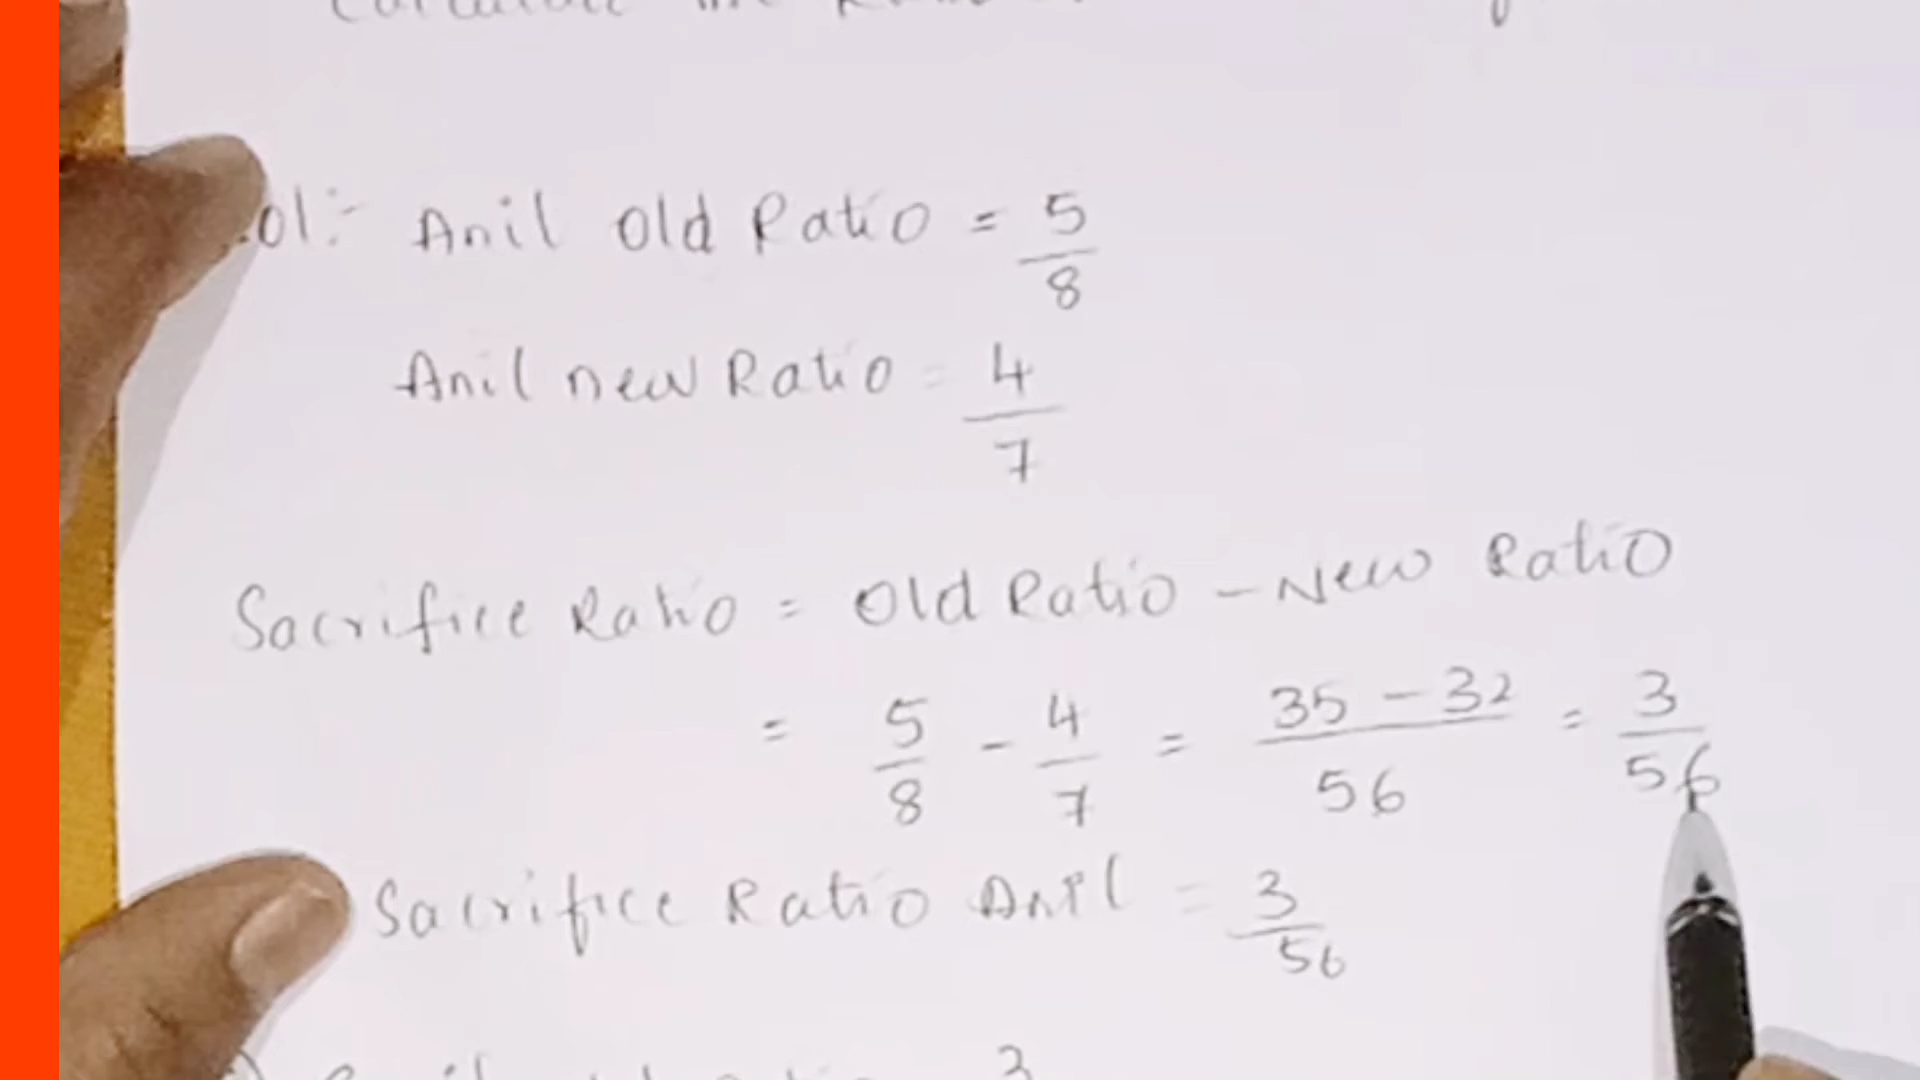 Sol:- Anil Old Ratio = 5/8
Anil new Ratio = 4/7
Sacrifice Ratio = Old Ratio - New Ratio
= 5/8 - 4/7 = 35 - 32/56 = 3/56
Sacrifice Ratio Anil = 3/56
3